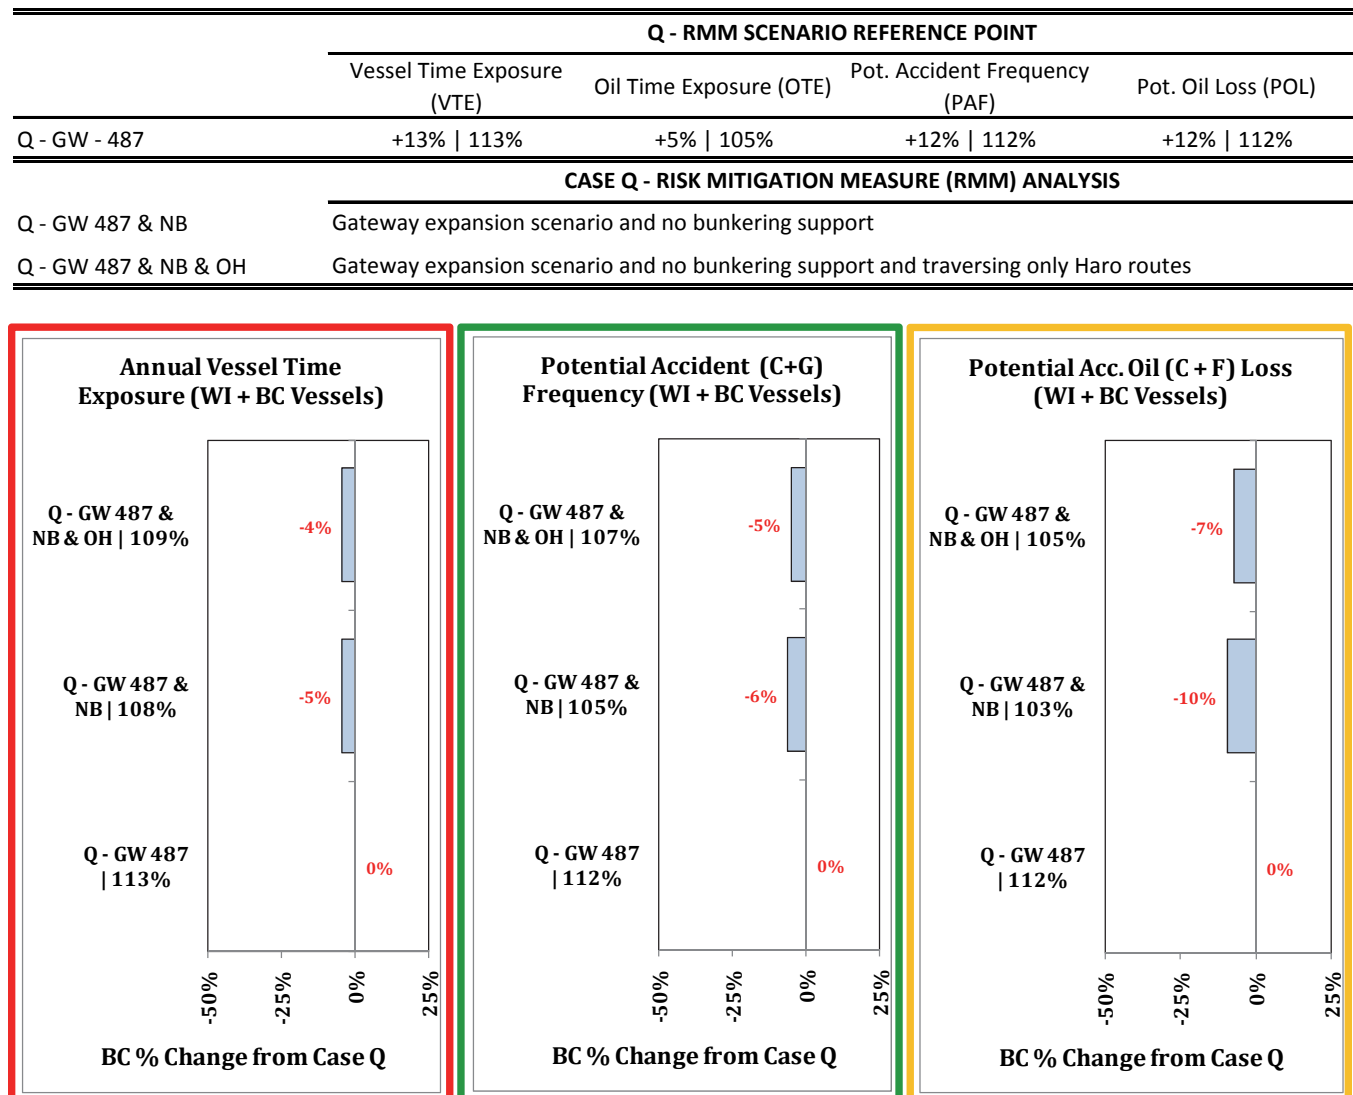 Q - RMM SCENARIO REFERENCE POINT
Vessel Time Exposure (VTE)
Oil Time Exposure (OTE)
Pot. Accident Frequency (PAF)
Pot. Oil Loss (POL)
Q - GW - 487 +13% | 113% +5% | 105% +12% | 112% +12% | 112%
CASE Q - RISK MITIGATION MEASURE (RMM) ANALYSIS
Q - GW 487 & NB Gateway expansion scenario and no bunkering support
Q - GW 487 & NB & OH Gateway expansion scenario and no bunkering support and traversing only Haro routes
Annual Vessel Time
Exposure (WI + BC Vessels)
Q - GW 487 &
NB & OH | 109%
-4%
Q - GW 487 &
NB | 108%
-5%
Q - GW 487
| 113%
0%
-50% -25% 0% 25%
BC % Change from Case Q
Potential Accident (C+G)
Frequency (WI + BC Vessels)
Q - GW 487 &
NB & OH | 107%
-5%
Q - GW 487 &
NB | 105%
-6%
Q - GW 487
| 112%
0%
-50% -25% 0% 25%
BC % Change from Case Q
Potential Acc. Oil (C + F) Loss
(WI + BC Vessels)
Q - GW 487 &
NB & OH | 105%
-7%
Q - GW 487 &
NB | 103%
-10%
Q - GW 487
| 112%
0%
-50% -25% 0% 25%
BC % Change from Case Q